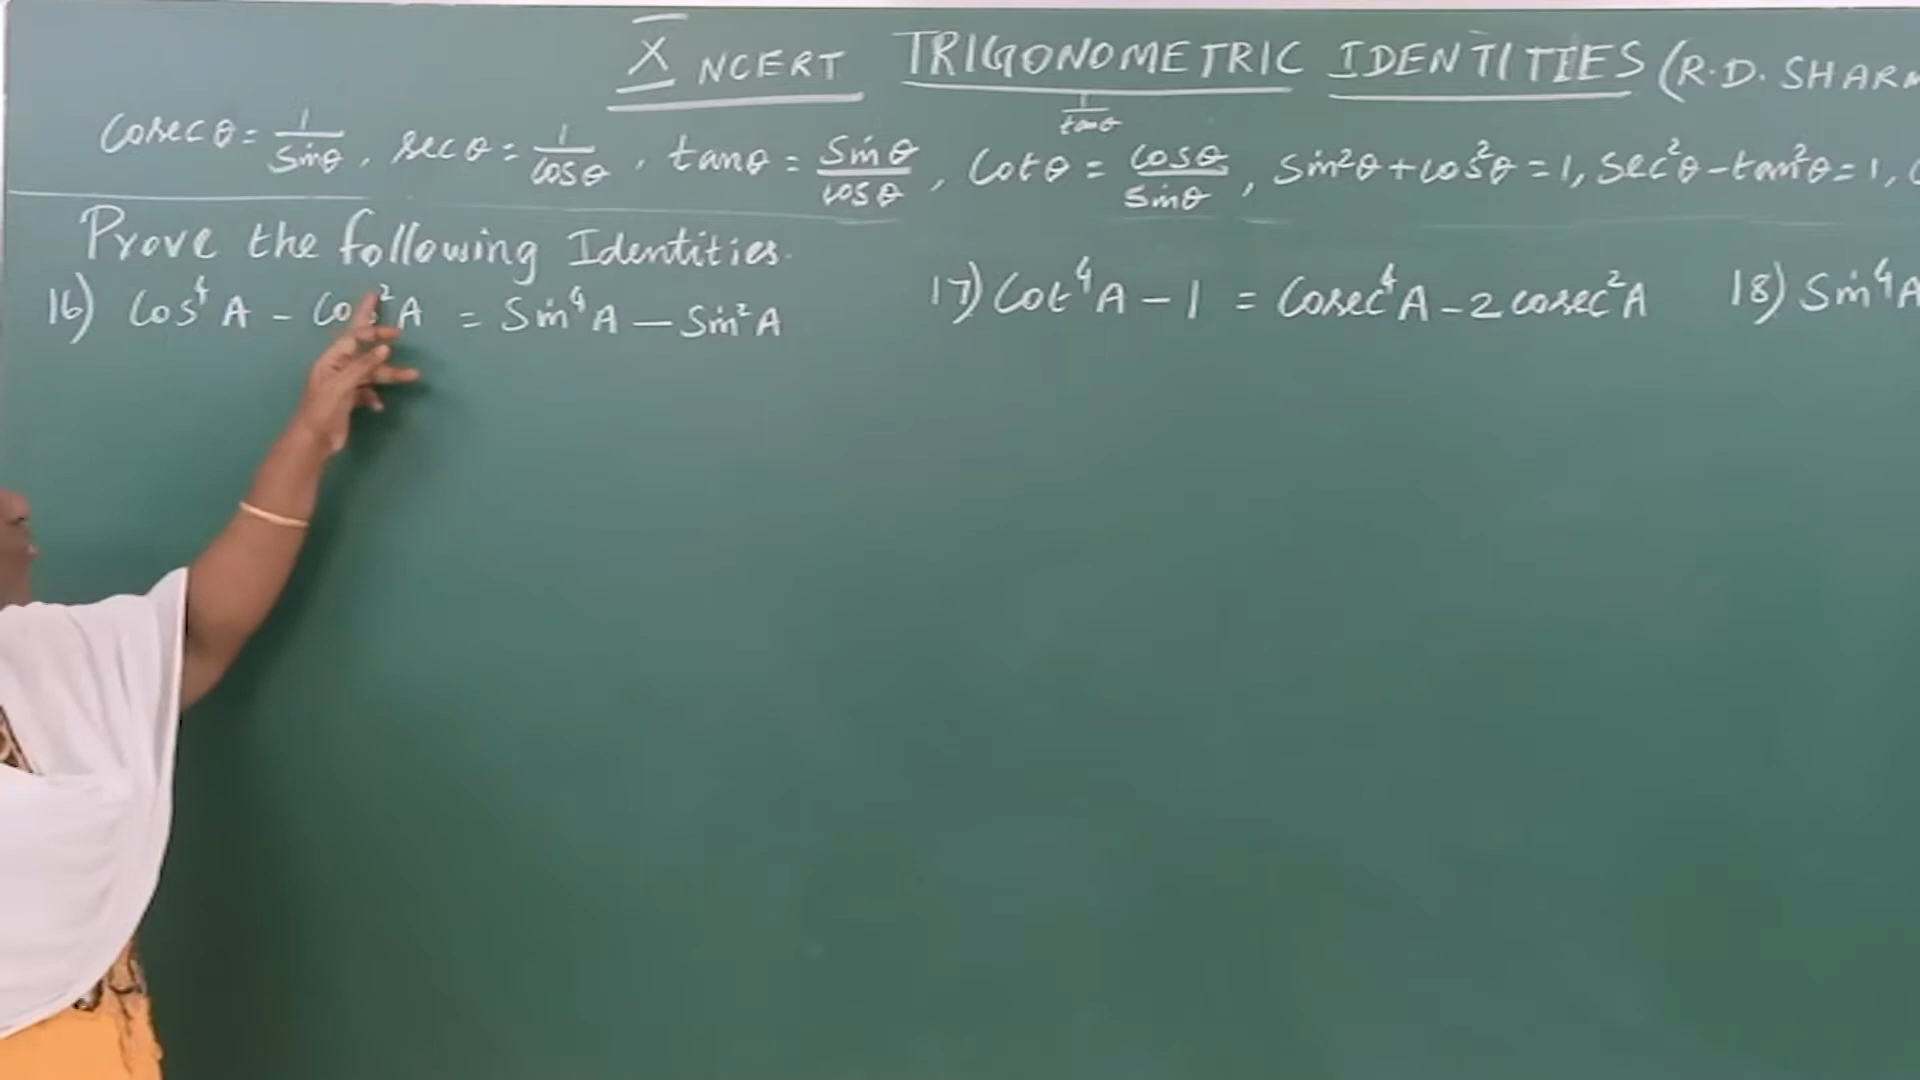 X NCERT TRIGONOMETRIC IDENTITIES (R.D. SHARM
cosecθ = 1/sinθ, secθ = 1/cosθ, tanθ = sinθ/cosθ, cotθ = cosθ/sinθ, sin²θ + cos²θ = 1, sec²θ - tan²θ = 1,
1/tanθ
Prove the following Identities.
16) Cos⁴A - Cos²A = Sin⁴A - Sin²A
17) Cot⁴A - 1 = Cosec⁴A - 2 cosec²A
18) Sin⁴A